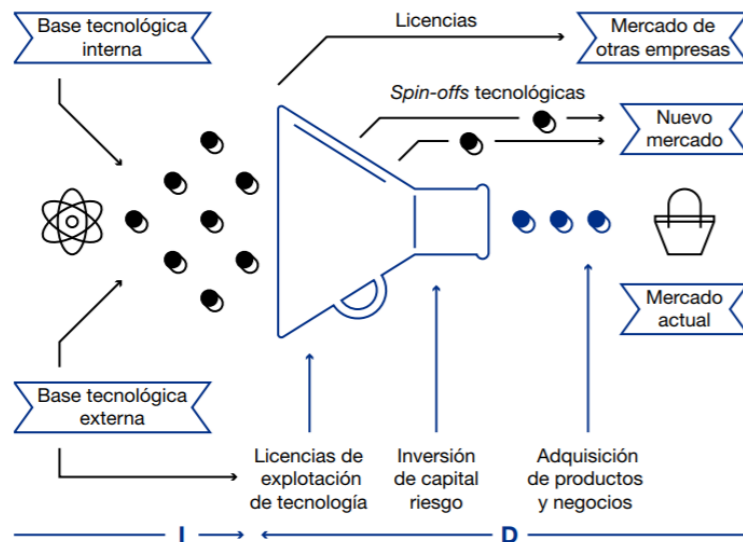 Base tecnológica
interna
Licencias
Mercado de
otras empresas
Spin-offs tecnológicas
Nuevo
mercado
Mercado
actual
Base tecnológica
externa
Licencias de
explotación
de tecnología
Inversión
de capital
riesgo
Adquisición
de productos
y negocios
I
D